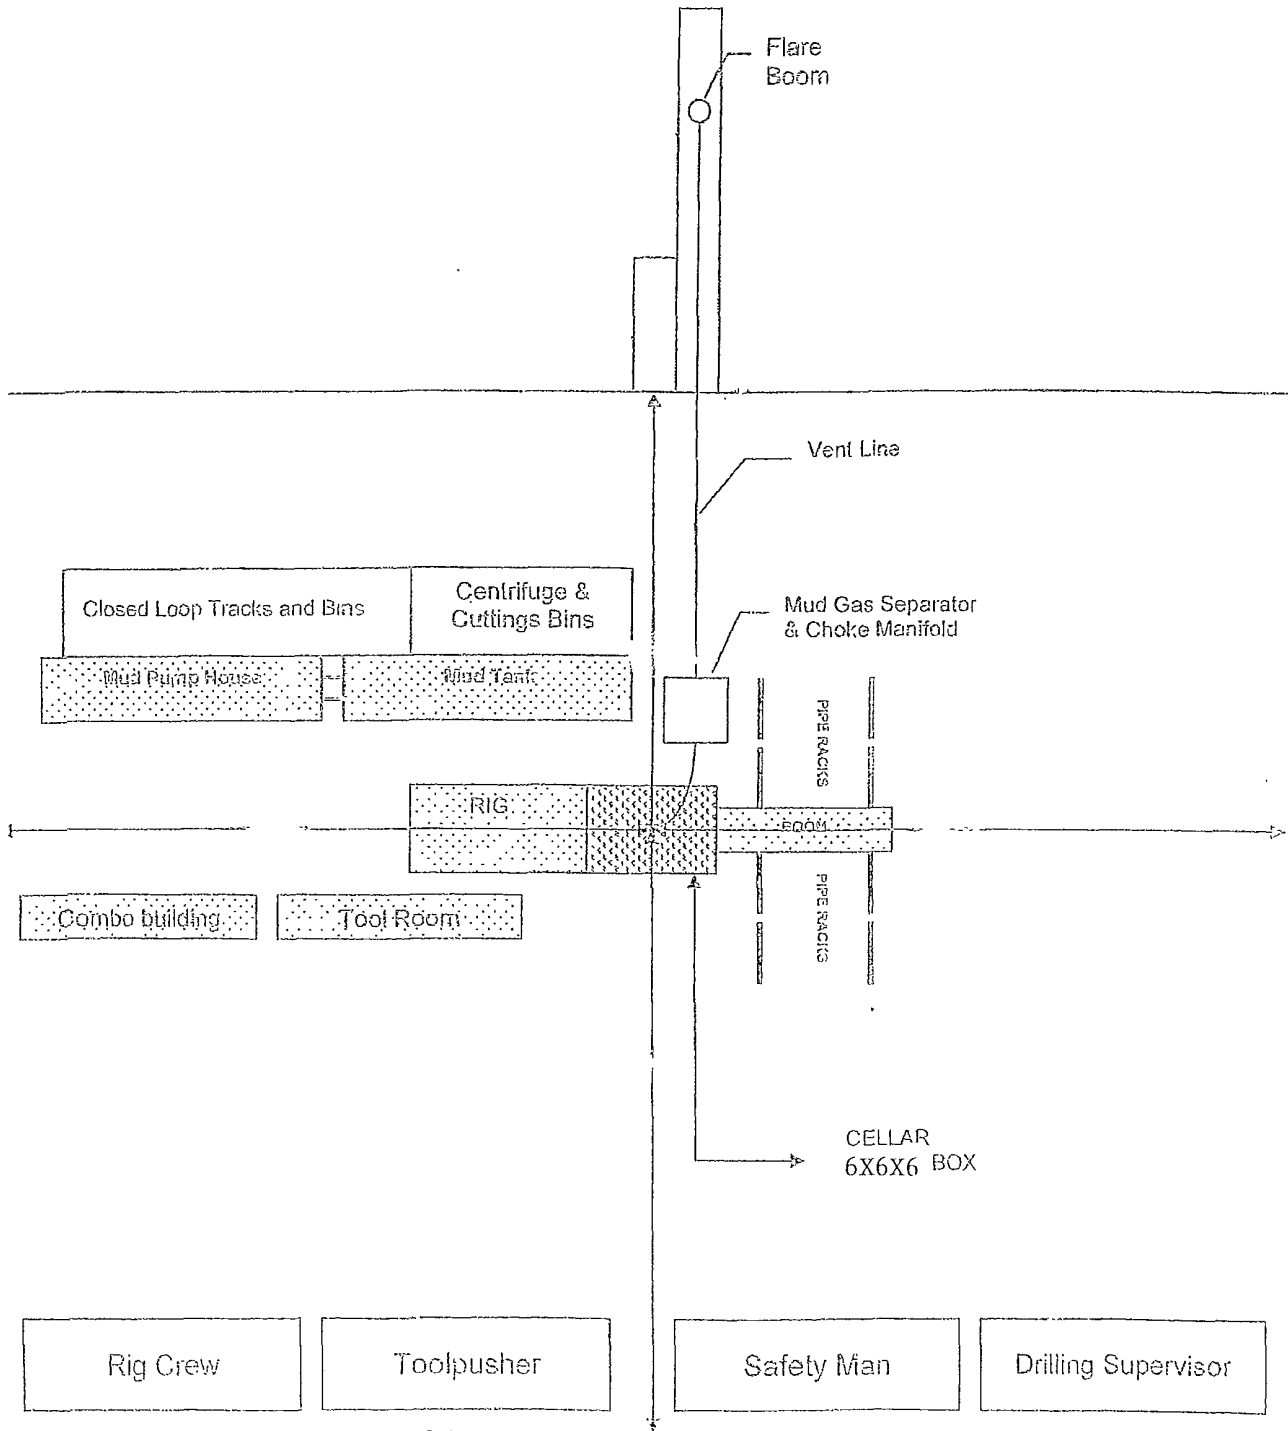 Flare
Boom
Vent Line
Closed Loop Tracks and Bins
Centrifuge &
Cuttings Bins
Mud Gas Separator
& Choke Manifold
Mud Pump House
Mud Tank
PIPE RACKS
RIG
ROOM
Combo building
Tool Room
PIPE RACKS
CELLAR
6X6X6 BOX
Rig Crew
Toolpusher
Safety Man
Drilling Supervisor